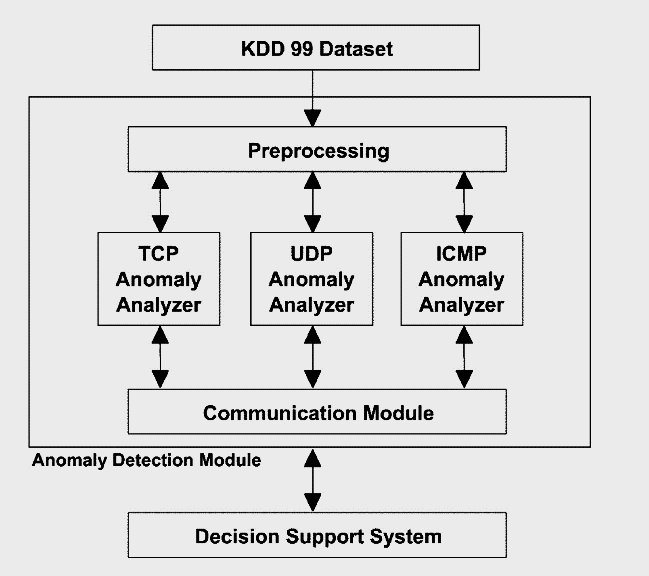 KDD 99 Dataset
Preprocessing
TCP
Anomaly
Analyzer
UDP
Anomaly
Analyzer
ICMP
Anomaly
Analyzer
Communication Module
Anomaly Detection Module
Decision Support System